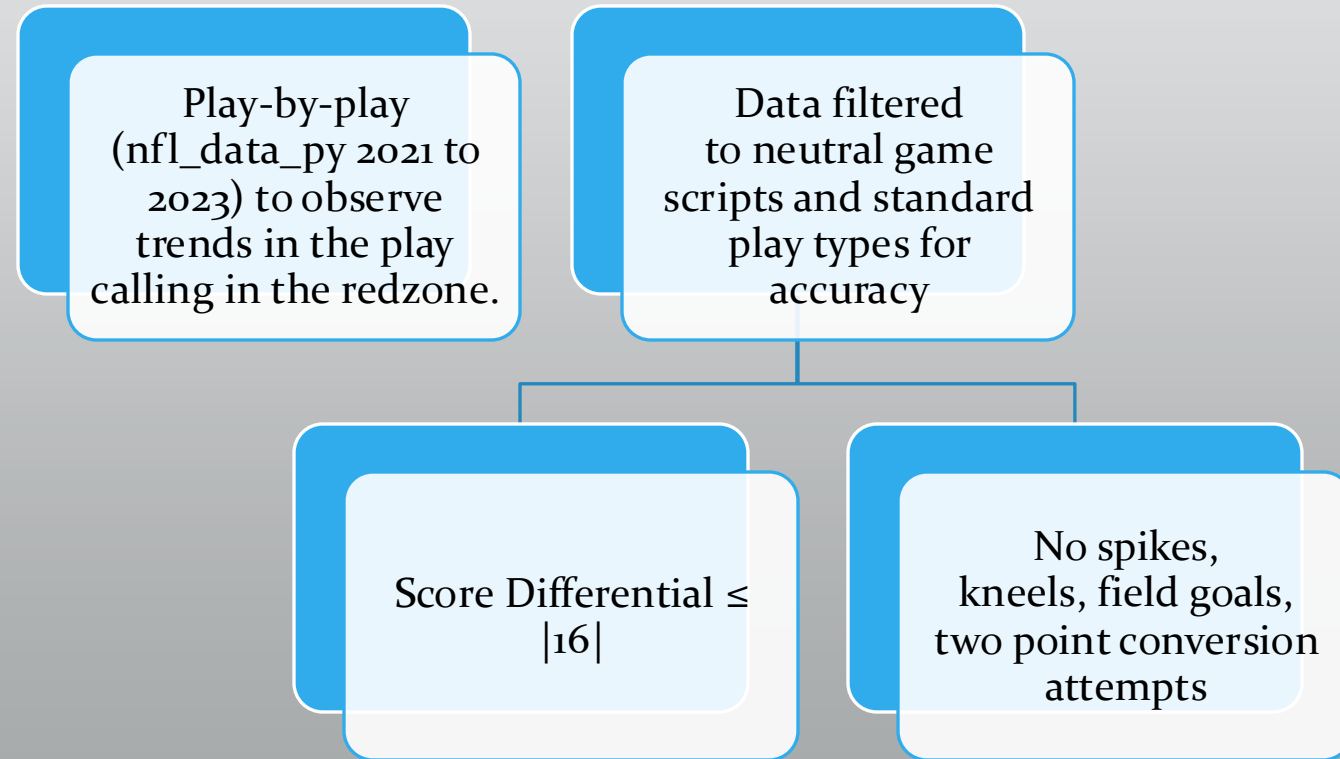 Play-by-play
(nfl_data_py 2021 to
2023) to observe
trends in the play
calling in the redzone.
Data filtered
to neutral game
scripts and standard
play types for
accuracy
Score Differential ≤
|16|
No spikes,
kneels, field goals,
two point conversion
attempts